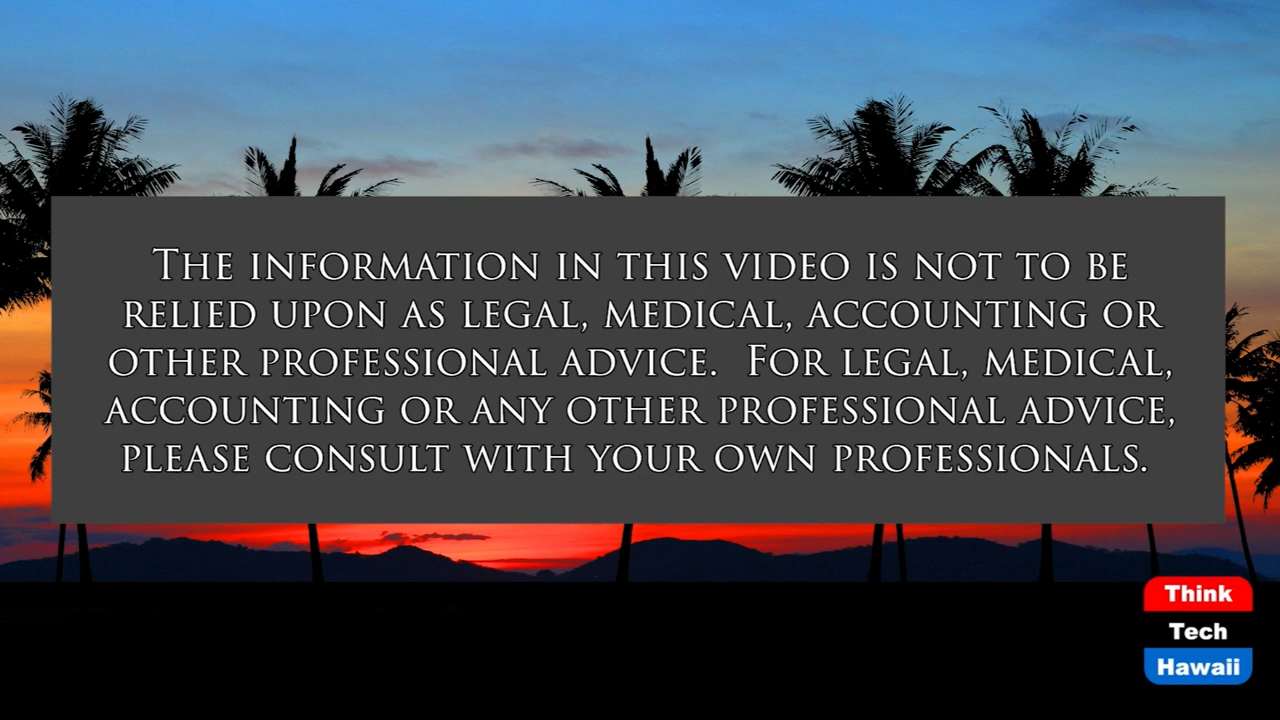 THE INFORMATION IN THIS VIDEO IS NOT TO BE
RELIED UPON AS LEGAL, MEDICAL, ACCOUNTING OR
OTHER PROFESSIONAL ADVICE.  FOR LEGAL, MEDICAL,
ACCOUNTING OR ANY OTHER PROFESSIONAL ADVICE,
PLEASE CONSULT WITH YOUR OWN PROFESSIONALS.
Think
Tech
Hawaii